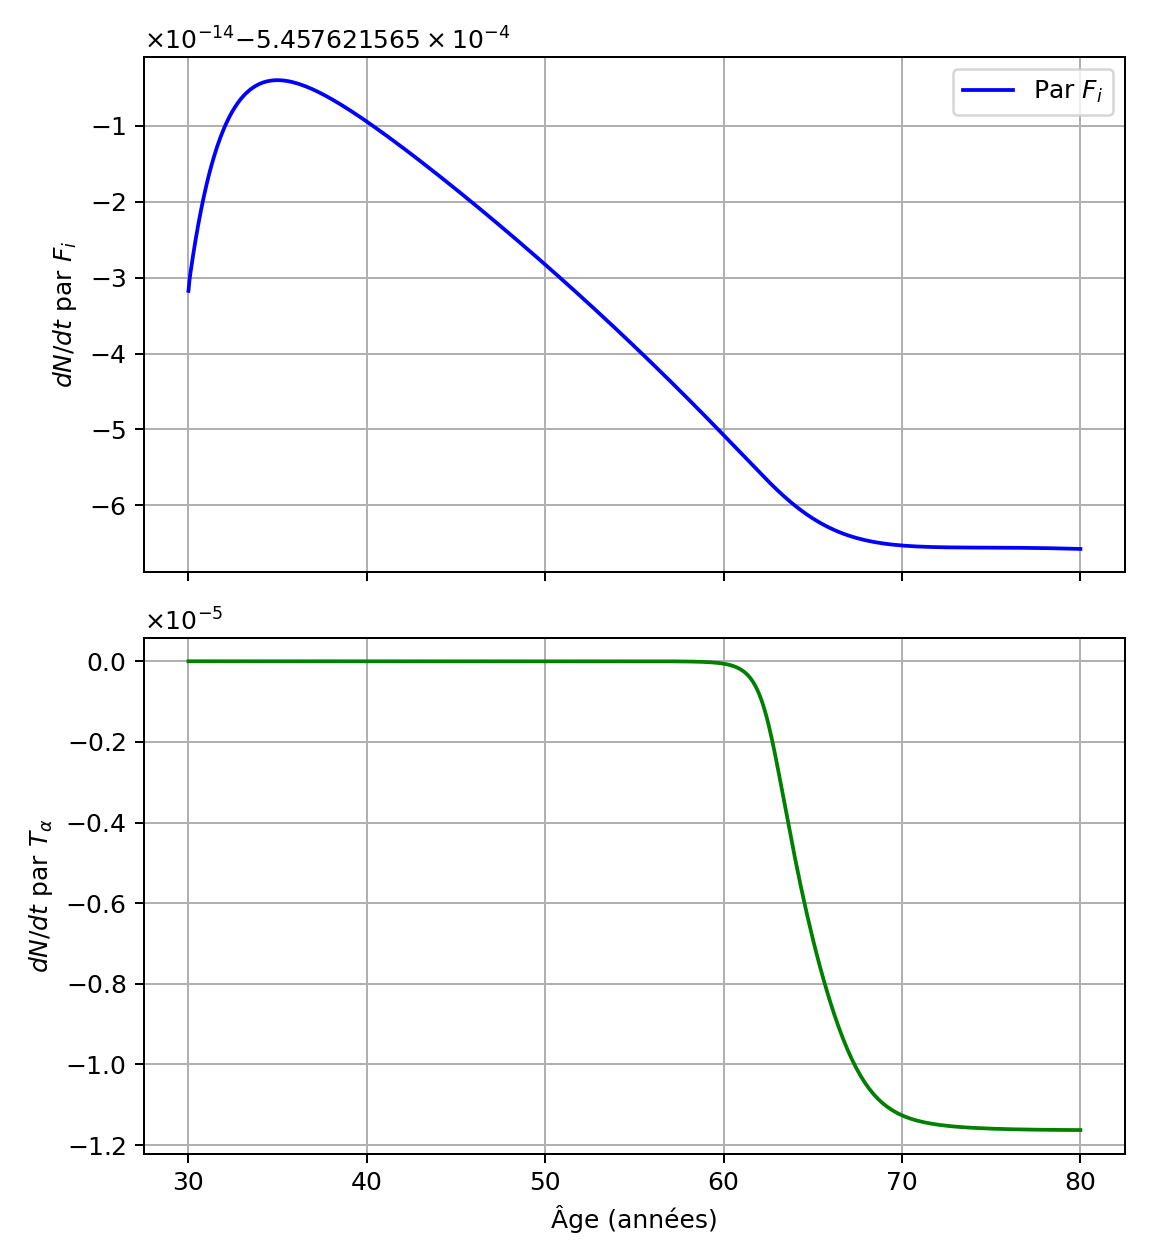 ×10⁻¹⁴−5.457621565 × 10⁻⁴
Par Fᵢ
−1
−2
−3
−4
−5
−6
dN/dt par Fᵢ
×10⁻⁵
0.0
−0.2
−0.4
−0.6
−0.8
−1.0
−1.2
dN/dt par Tα
30 40 50 60 70 80
Âge (années)